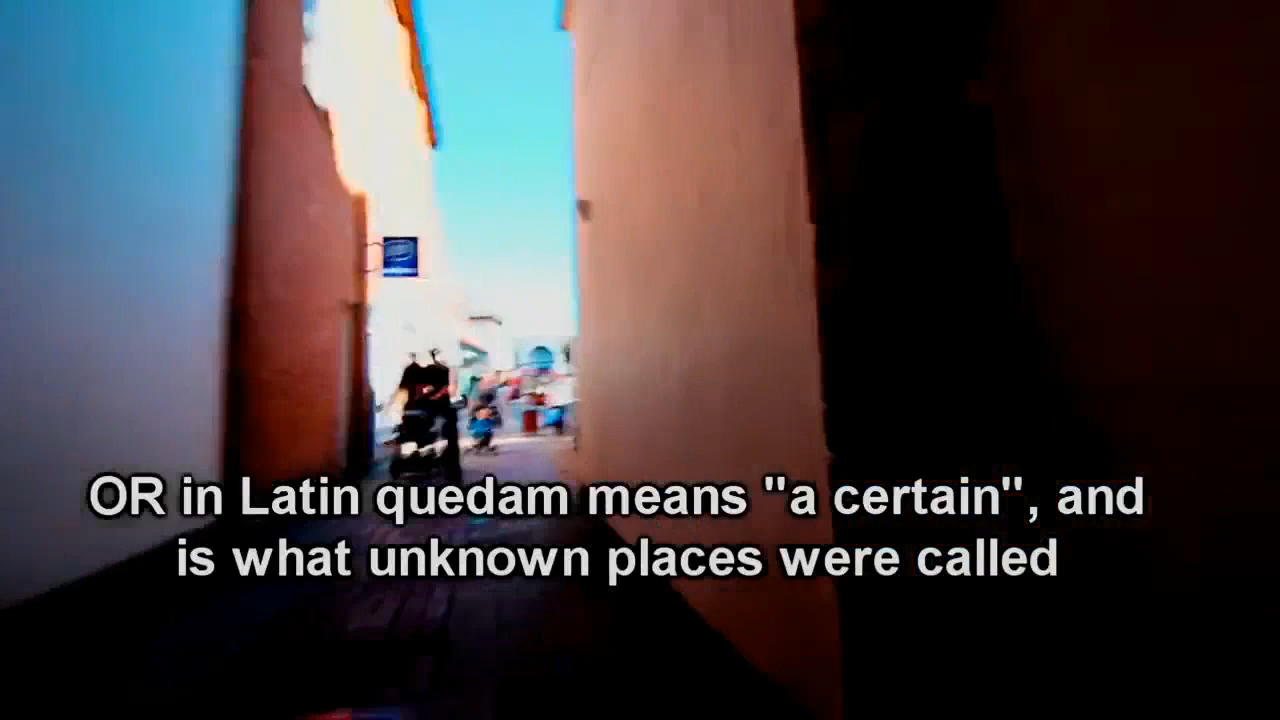 OR in Latin quedam means "a certain", and
is what unknown places were called